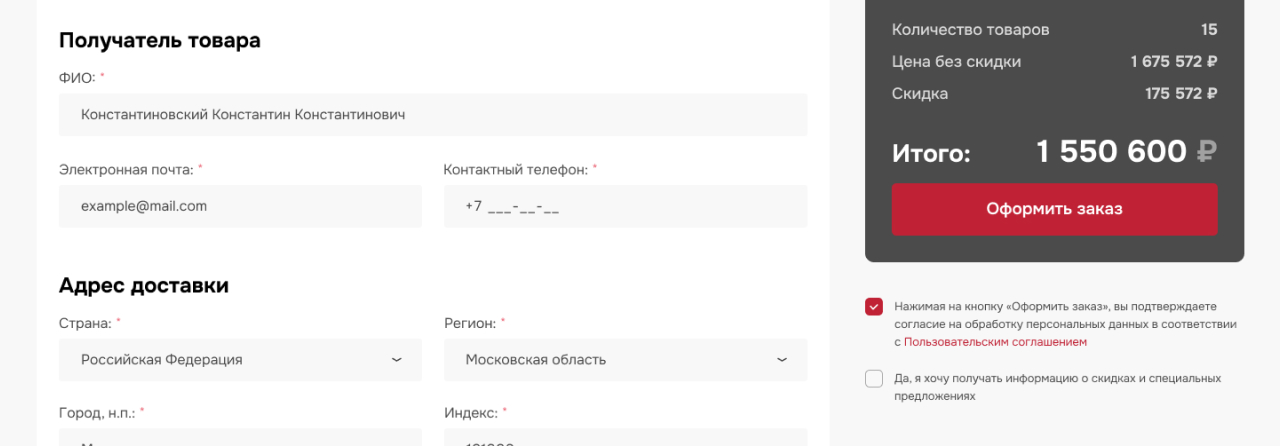 Получатель товара
ФИО: *
Константиновский Константин Константинович
Электронная почта: *
Контактный телефон: *
example@mail.com
+7 ___-__-__
Адрес доставки
Страна: *
Регион: *
Российская Федерация
Московская область
Город, н.п.: *
Индекс: *
Количество товаров
15
Цена без скидки
1 675 572 ₽
Скидка
175 572 ₽
Итого:
1 550 600 ₽
Оформить заказ
Нажимая на кнопку «Оформить заказ», вы подтверждаете
согласие на обработку персональных данных в соответствии
с Пользовательским соглашением
Да, я хочу получать информацию о скидках и специальных
предложениях